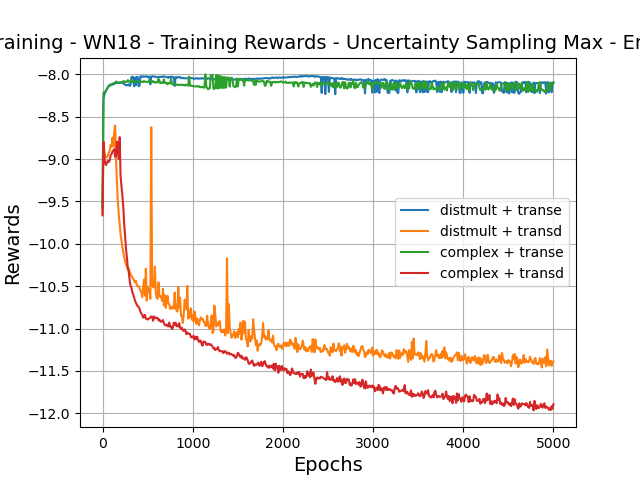 raining - WN18 - Training Rewards - Uncertainty Sampling Max - En
Rewards
−8.0
−8.5
−9.0
−9.5
−10.0
−10.5
−11.0
−11.5
−12.0
distmult + transe
distmult + transd
complex + transe
complex + transd
0 1000 2000 3000 4000 5000
Epochs